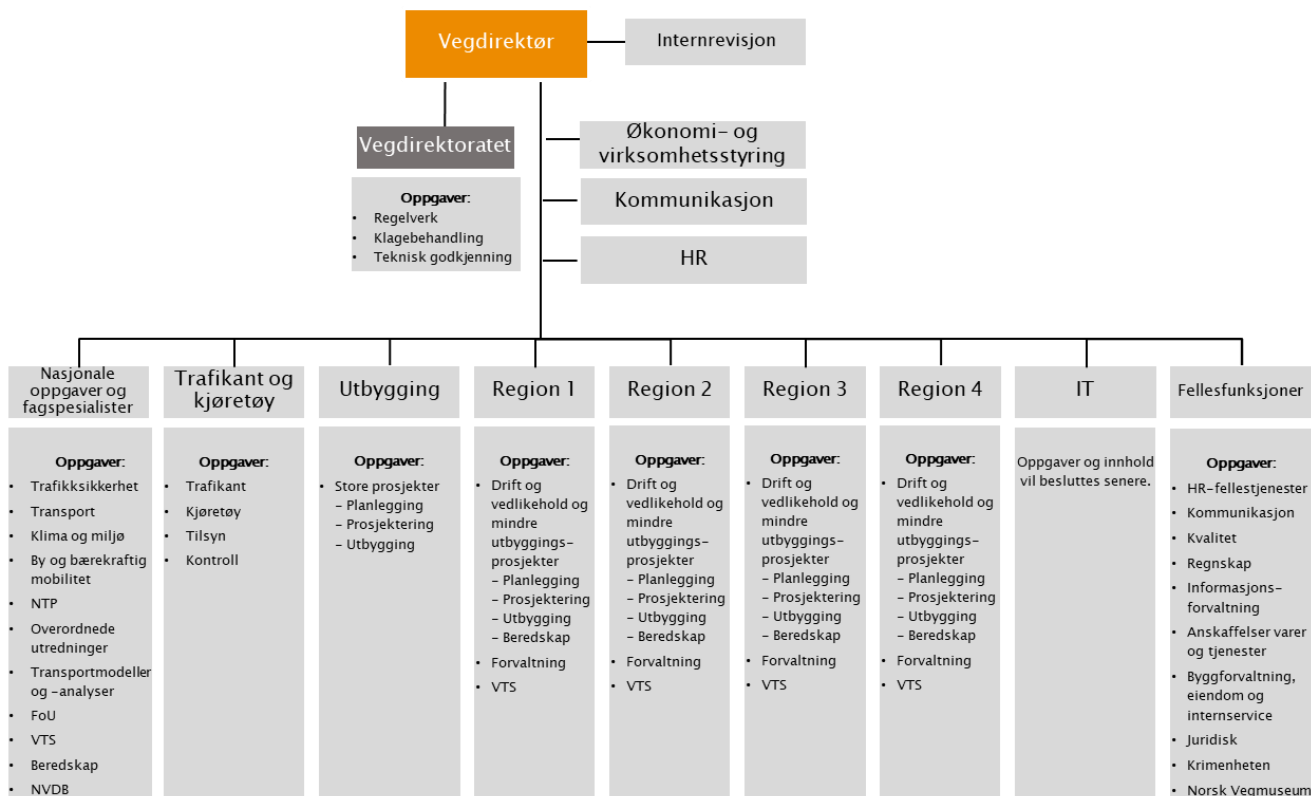 Vegdirektør
Internrevisjon
Vegdirektoratet
Oppgaver:
• Regelverk
• Klagebehandling
• Teknisk godkjenning
Økonomi- og
virksomhetsstyring
Kommunikasjon
HR
Nasjonale
oppgaver og
fagspesialister
Oppgaver:
• Trafikksikkerhet
• Transport
• Klima og miljø
• By og bærekraftig
mobilitet
• NTP
• Overordnede
utredninger
• Transportmodeller
og -analyser
• FoU
• VTS
• Beredskap
• NVDB
Trafikant og
kjøretøy
Oppgaver:
• Trafikant
• Kjøretøy
• Tilsyn
• Kontroll
Utbygging
Oppgaver:
• Store prosjekter
– Planlegging
– Prosjektering
– Utbygging
Region 1
Oppgaver:
• Drift og
vedlikehold og
mindre
utbyggings-
prosjekter
– Planlegging
– Prosjektering
– Utbygging
– Beredskap
• Forvaltning
• VTS
Region 2
Oppgaver:
• Drift og
vedlikehold og
mindre
utbyggings-
prosjekter
– Planlegging
– Prosjektering
– Utbygging
– Beredskap
• Forvaltning
• VTS
Region 3
Oppgaver:
• Drift og
vedlikehold og
mindre
utbyggings-
prosjekter
– Planlegging
– Prosjektering
– Utbygging
– Beredskap
• Forvaltning
• VTS
Region 4
Oppgaver:
• Drift og
vedlikehold og
mindre
utbyggings-
prosjekter
– Planlegging
– Prosjektering
– Utbygging
– Beredskap
• Forvaltning
• VTS
IT
Oppgaver og innhold
vil besluttes senere.
Fellesfunksjoner
Oppgaver:
• HR-fellestjenester
• Kommunikasjon
• Kvalitet
• Regnskap
• Informasjons-
forvaltning
• Anskaffelser varer
og tjenester
• Byggforvaltning,
eiendom og
internservice
• Juridisk
• Krimenheten
• Norsk Vegmuseum